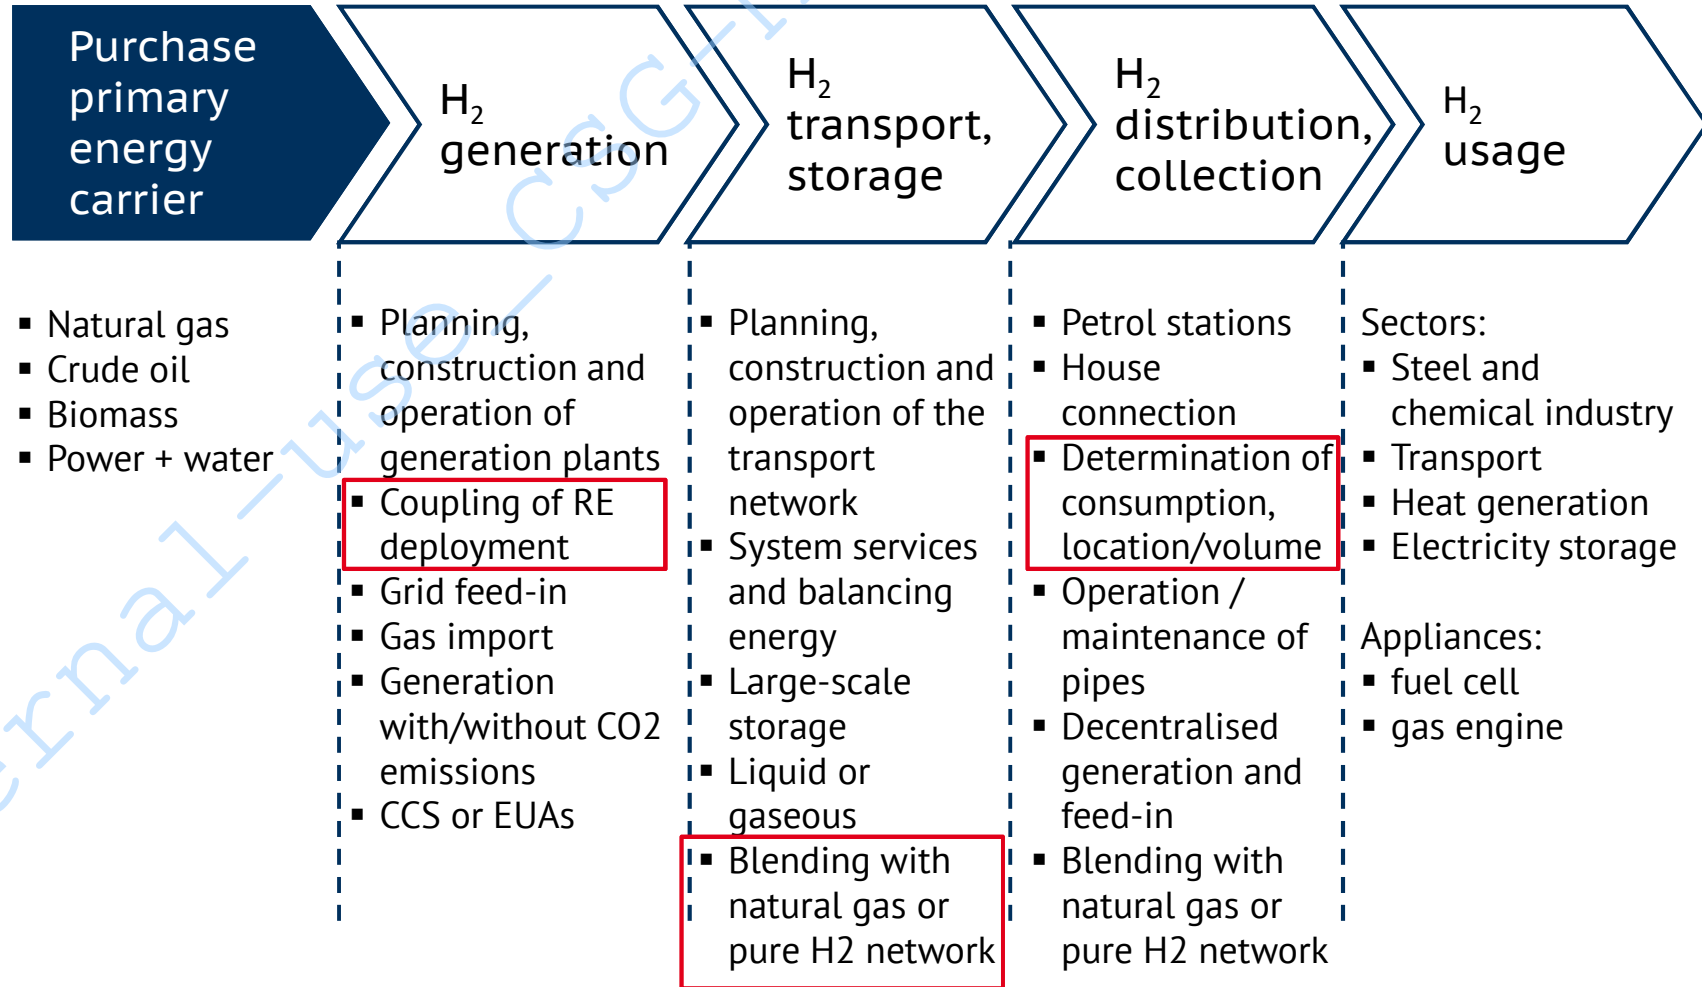 Purchase
primary
energy
carrier
H₂
generation
H₂
transport,
storage
H₂
distribution,
collection
H₂
usage
▪ Natural gas
▪ Crude oil
▪ Biomass
▪ Power + water
▪ Planning,
construction and
operation of
generation plants
▪ Coupling of RE
deployment
▪ Grid feed-in
▪ Gas import
▪ Generation
with/without CO2
emissions
▪ CCS or EUAs
▪ Planning,
construction and
operation of the
transport
network
▪ System services
and balancing
energy
▪ Large-scale
storage
▪ Liquid or
gaseous
▪ Blending with
natural gas or
pure H2 network
▪ Petrol stations
▪ House
connection
▪ Determination of
consumption,
location/volume
▪ Operation /
maintenance of
pipes
▪ Decentralised
generation and
feed-in
▪ Blending with
natural gas or
pure H2 network
Sectors:
▪ Steel and
chemical industry
▪ Transport
▪ Heat generation
▪ Electricity storage
Appliances:
▪ fuel cell
▪ gas engine
ernal-use_CSG-